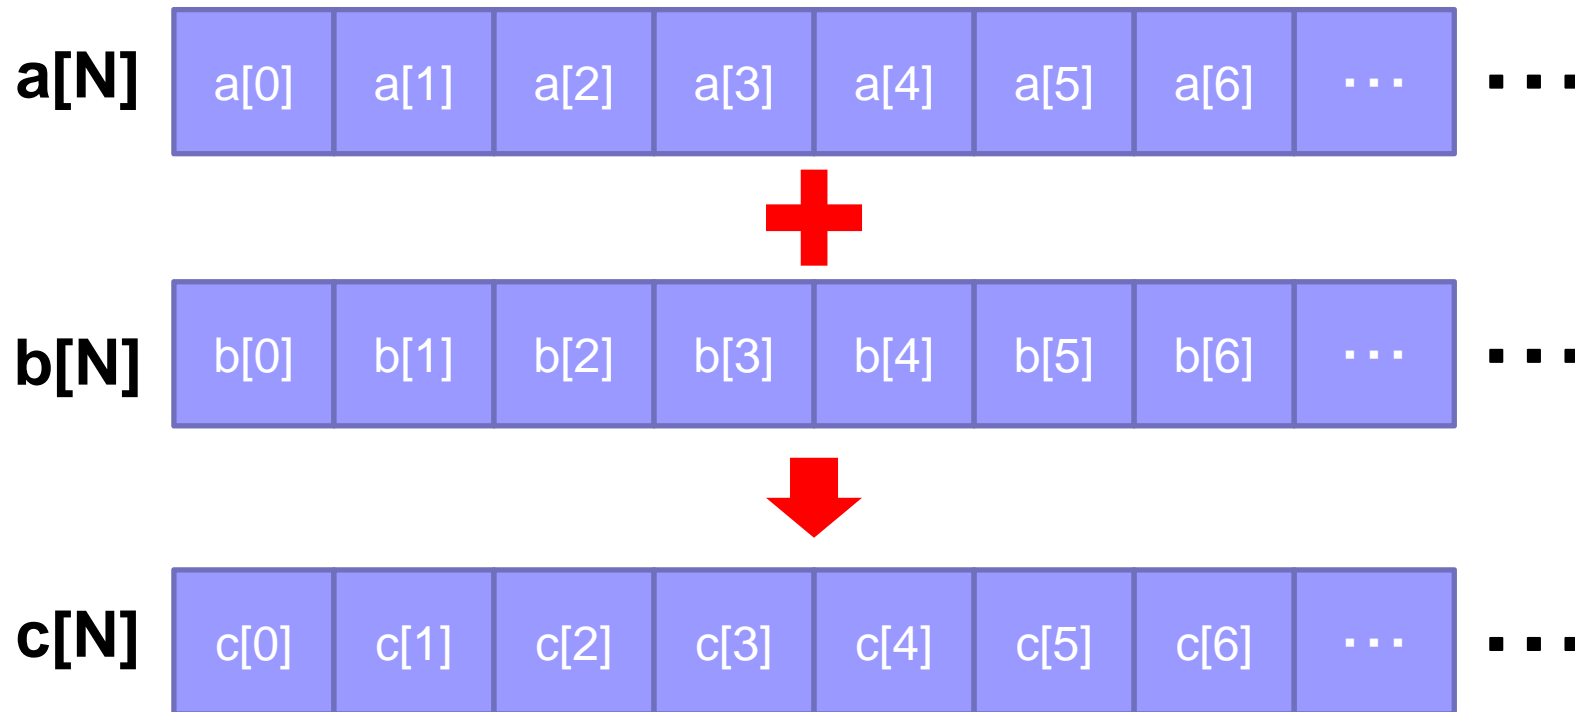 a[N] a[0] a[1] a[2] a[3] a[4] a[5] a[6] ... ...
b[N] b[0] b[1] b[2] b[3] b[4] b[5] b[6] ... ...
c[N] c[0] c[1] c[2] c[3] c[4] c[5] c[6] ... ...